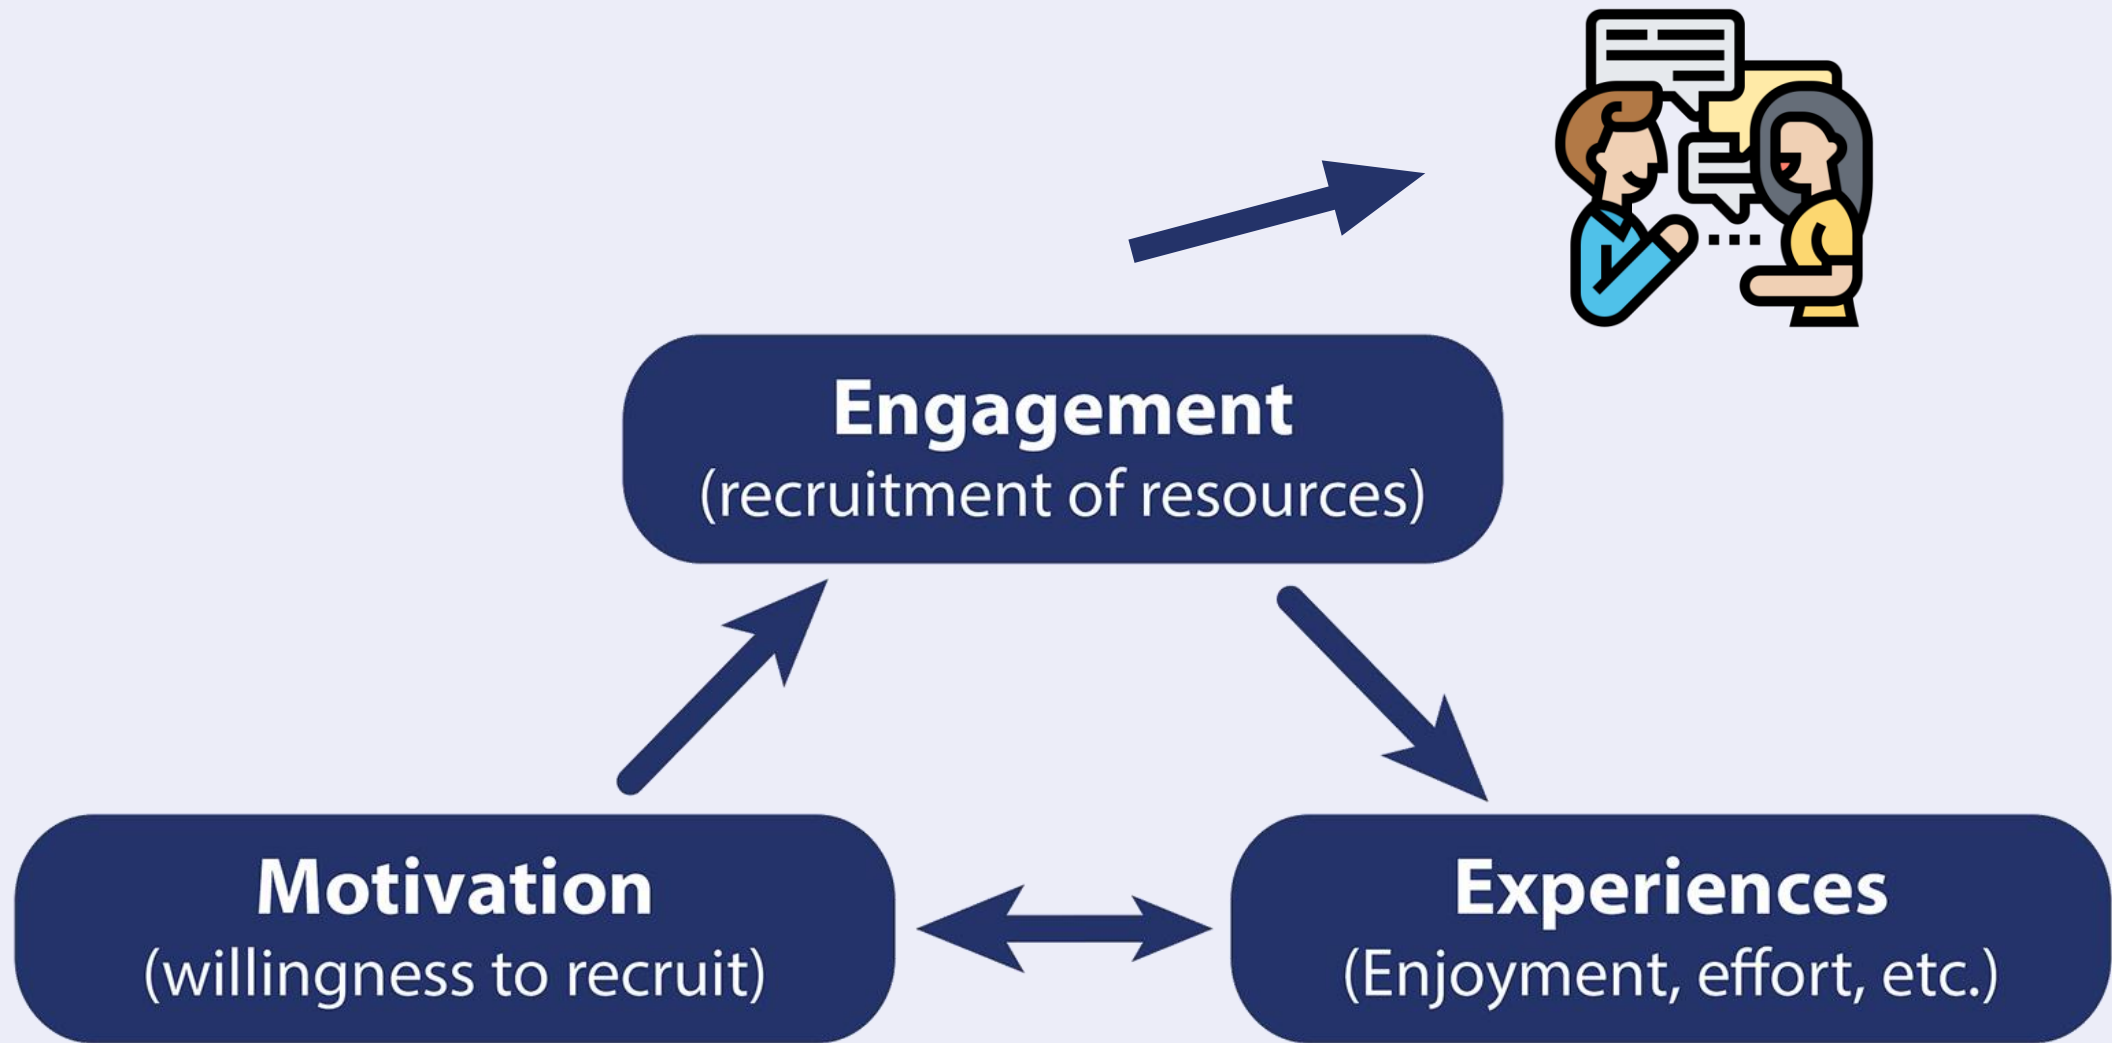 Engagement
(recruitment of resources)
Motivation
(willingness to recruit)
Experiences
(Enjoyment, effort, etc.)